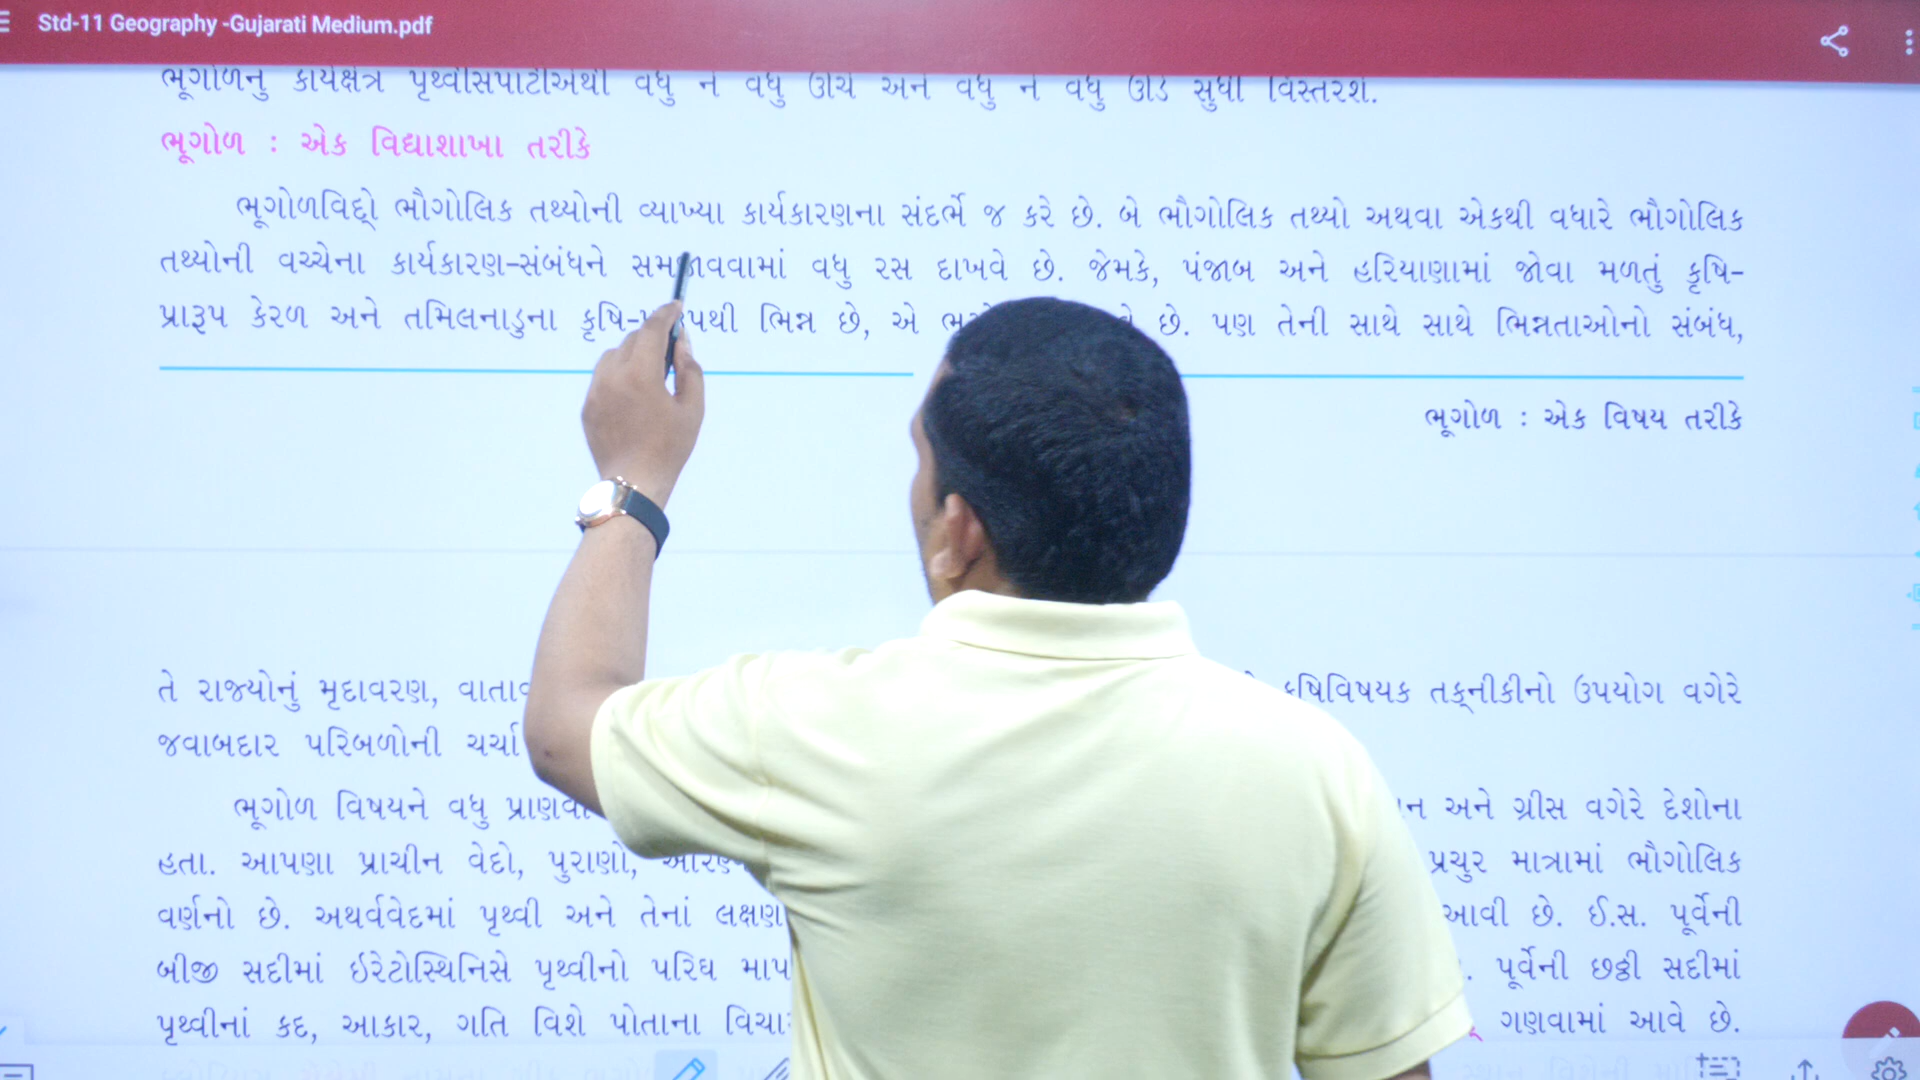 Std-11 Geography -Gujarati Medium.pdf
ભૂગોળનું કાર્યક્ષેત્ર પૃથ્વીસપાટીએથી વધુ ને વધુ ઊંચે અને વધુ ને વધુ ઊંડે સુધી વિસ્તરશે.
ભૂગોળ : એક વિદ્યાશાખા તરીકે
ભૂગોળવિદ્દો ભૌગોલિક તથ્યોની વ્યાખ્યા કાર્યકારણના સંદર્ભે જ કરે છે. બે ભૌગોલિક તથ્યો અથવા એકથી વધારે ભૌગોલિક
તથ્યોની વચ્ચેના કાર્યકારણ-સંબંધને સમજાવવામાં વધુ રસ દાખવે છે. જેમકે, પંજાબ અને હરિયાણામાં જોવા મળતું કૃષિ-
પ્રારૂપ કેરળ અને તમિલનાડુના કૃષિ-પ્રારૂપથી ભિન્ન છે, એ છે. પણ તેની સાથે સાથે ભિન્નતાઓનો સંબંધ,
ભૂગોળ : એક વિષય તરીકે
તે રાજ્યોનું મૃદાવરણ, કૃષિવિષયક તક્નીકીનો ઉપયોગ વગેરે
જવાબદાર પરિબળોની ચર્ચા
ભૂગોળ વિષયને વધુ અને ગ્રીસ વગેરે દેશોના
હતા. આપણા પ્રાચીન વેદો, પુરાણો, પ્રચુર માત્રામાં ભૌગોલિક
વર્ણનો છે. અથર્વવેદમાં પૃથ્વી અને તેનાં આવી છે. ઈ.સ. પૂર્વેની
બીજી સદીમાં ઇરેટોસ્થિનિસે પૃથ્વીનો પરિઘ પૂર્વેની છઠ્ઠી સદીમાં
પૃથ્વીનાં કદ, આકાર, ગતિ વિશે પોતાના ગણવામાં આવે છે.